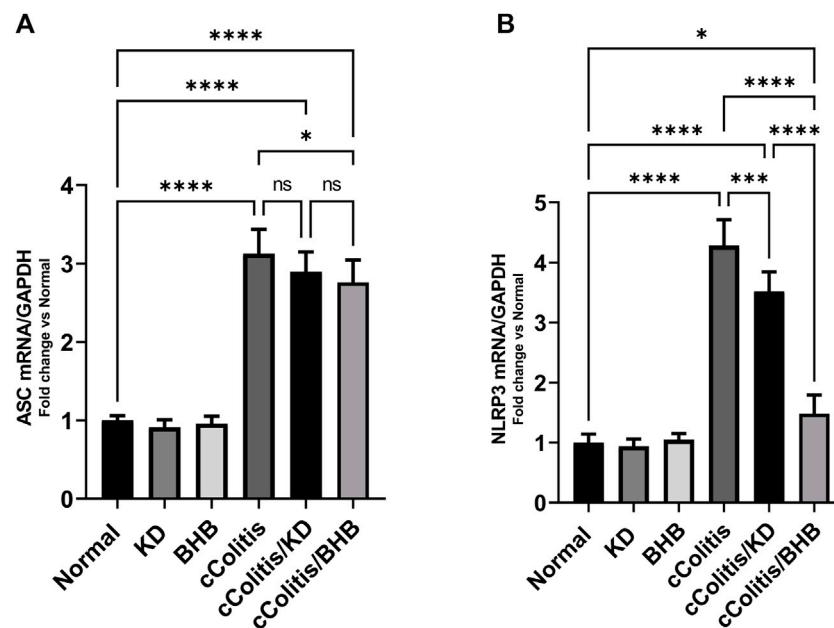 A
****
****
*
****
ns
ns
ASC mRNA/GAPDH
Fold change vs Normal
4
3
2
1
0
Normal
KD
BHB
cColitis
cColitis/KD
cColitis/BHB
B
*
****
****
****
****
***
NLRP3 mRNA/GAPDH
Fold change vs Normal
5
4
3
2
1
0
Normal
KD
BHB
cColitis
cColitis/KD
cColitis/BHB